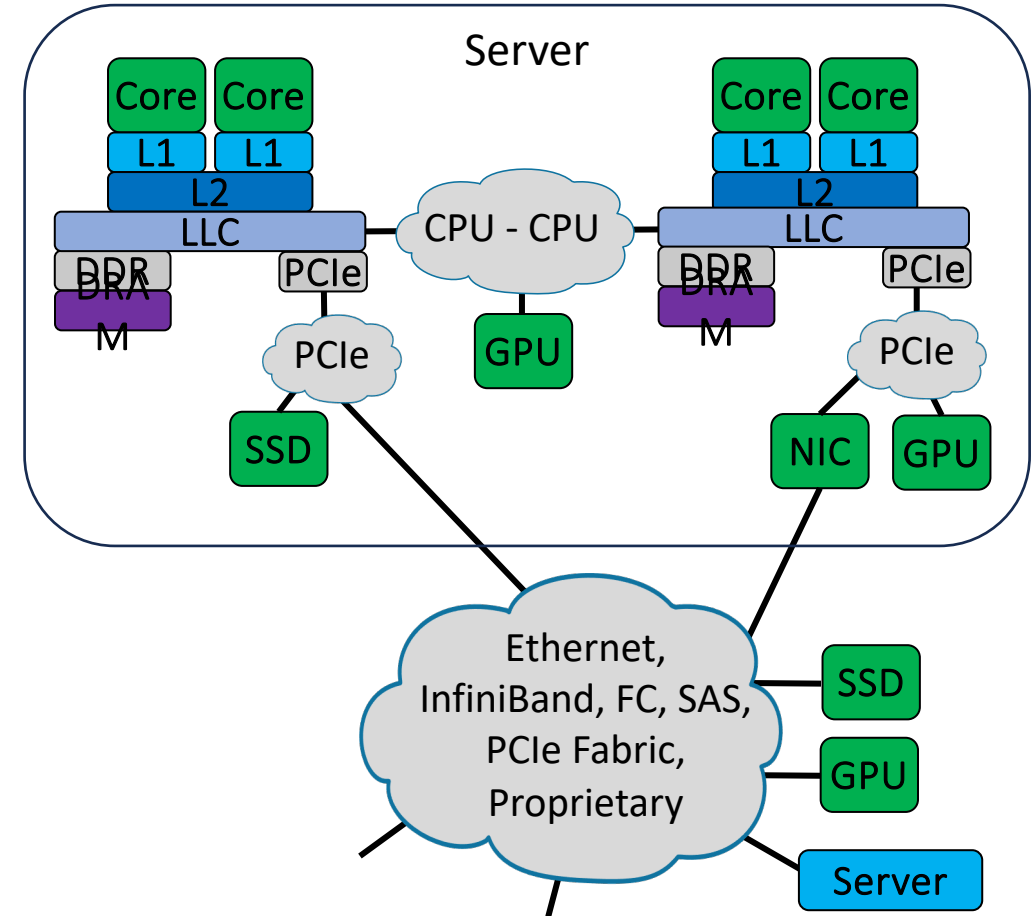 Server
Core Core
L1 L1
L2
LLC
DDR
DRA
M
PCIe
PCIe
SSD
CPU - CPU
GPU
Core Core
L1 L1
L2
LLC
DDR
DRA
M
PCIe
PCIe
NIC
GPU
Ethernet,
InfiniBand, FC, SAS,
PCIe Fabric,
Proprietary
SSD
GPU
Server